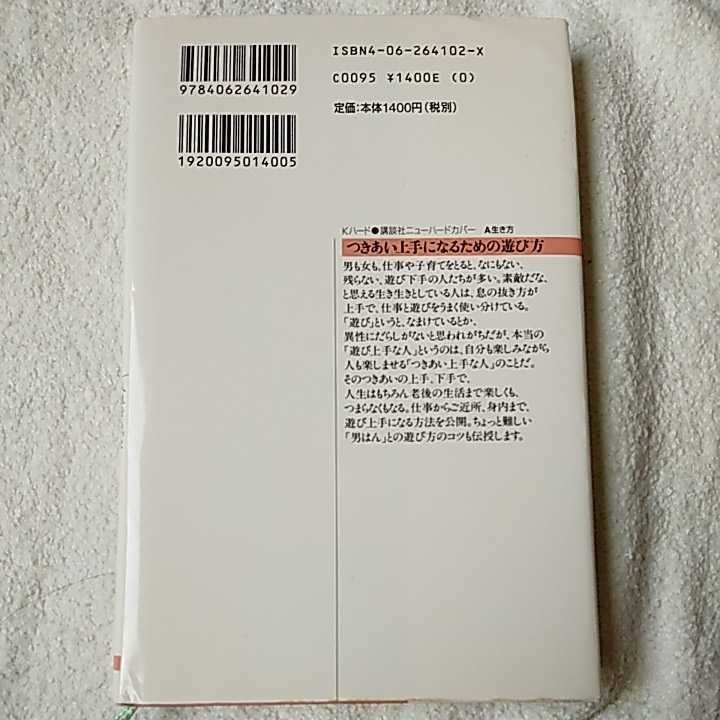 ISBN4-06-264102-X
9784062641029
C0095 ¥1400E (0)
定価:本体1400円(税別)
1920095014005
Kハード●講談社ニューハードカバー A生き方
つきあい上手になるための遊び方
男も女も、仕事や子育てをとると、なにもない、
残らない、遊び下手の人たちが多い。素敵だな、
と思える生き生きとしている人は、息の抜き方が
上手で、仕事と遊びをうまく使い分けている。
「遊び」というと、なまけているとか、
異性にだらしがないと思われがちだが、本当の
「遊び上手な人」というのは、自分も楽しみながら
人も楽しませる「つきあい上手な人」のことだ。
そのつきあいの上手、下手で、
人生はもちろん老後の生活まで楽しくも、
つまらなくもなる。仕事からご近所、身内まで、
遊び上手になる方法を公開。ちょっと難しい
「男はん」との遊び方のコツも伝授します。